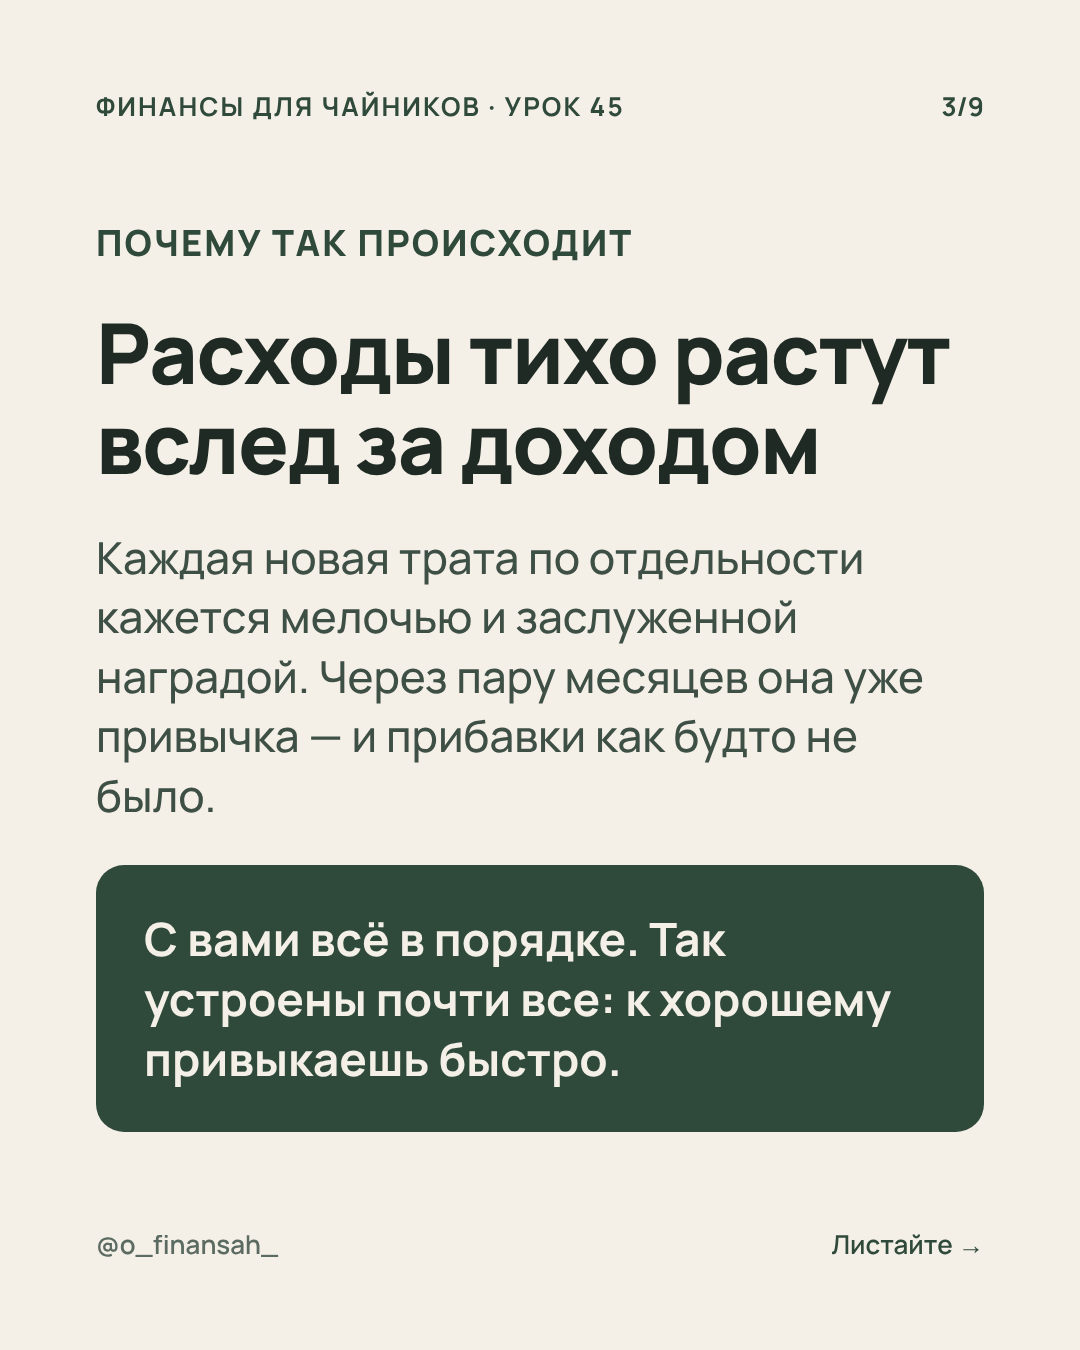 ФИНАНСЫ ДЛЯ ЧАЙНИКОВ · УРОК 45
3/9
ПОЧЕМУ ТАК ПРОИСХОДИТ
Расходы тихо растут
вслед за доходом
Каждая новая трата по отдельности
кажется мелочью и заслуженной
наградой. Через пару месяцев она уже
привычка — и прибавки как будто не
было.
С вами всё в порядке. Так
устроены почти все: к хорошему
привыкаешь быстро.
@o_finansah_
Листайте →